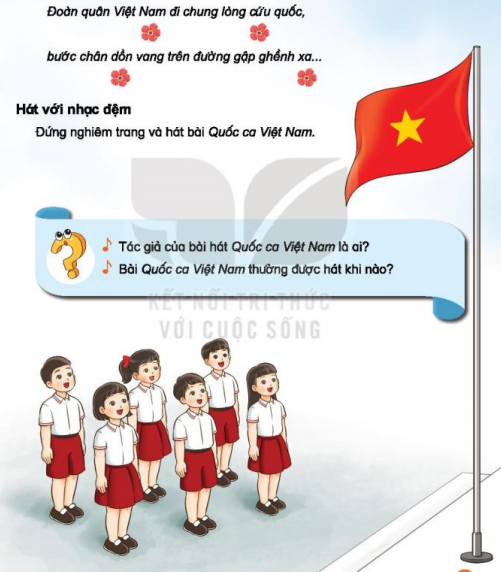 Đoàn quân Việt Nam đi chung lòng cứu quốc,
bước chân dồn vang trên đường gập ghềnh xa...
Hát với nhạc đệm
Đứng nghiêm trang và hát bài Quốc ca Việt Nam.
Tác giả của bài hát Quốc ca Việt Nam là ai?
Bài Quốc ca Việt Nam thường được hát khi nào?
KẾT NỐI TRI THỨC
VỚI CUỘC SỐNG